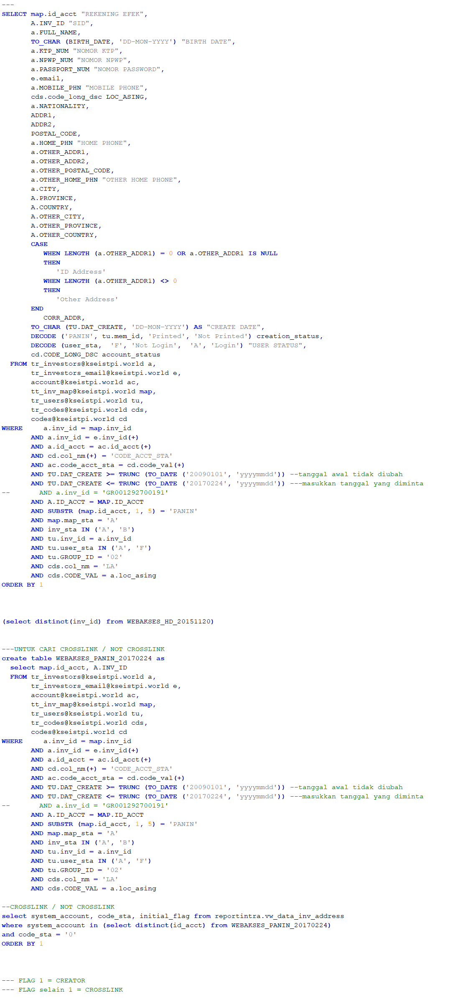 ---
SELECT map.id_acct "REKENING EFEK",
       A.INV_ID "SID",
       a.FULL_NAME,
       TO_CHAR (BIRTH_DATE, 'DD-MON-YYYY') "BIRTH DATE",
       a.KTP_NUM "NOMOR KTP",
       a.NPWP_NUM "NOMOR NPWP",
       a.PASSPORT_NUM "NOMOR PASSWORD",
       e.email,
       a.MOBILE_PHN "MOBILE PHONE",
       cds.code_long_dsc LOC_ASING,
       a.NATIONALITY,
       ADDR1,
       ADDR2,
       POSTAL_CODE,
       a.HOME_PHN "HOME PHONE",
       a.OTHER_ADDR1,
       a.OTHER_ADDR2,
       a.OTHER_POSTAL_CODE,
       a.OTHER_HOME_PHN "OTHER HOME PHONE",
       a.CITY,
       A.PROVINCE,
       A.COUNTRY,
       A.OTHER_CITY,
       A.OTHER_PROVINCE,
       A.OTHER_COUNTRY,
       CASE
          WHEN LENGTH (a.OTHER_ADDR1) = 0 OR a.OTHER_ADDR1 IS NULL
          THEN
             'ID Address'
          WHEN LENGTH (a.OTHER_ADDR1) <> 0
          THEN
             'Other Address'
       END
          CORR_ADDR,
       TO_CHAR (TU.DAT_CREATE, 'DD-MON-YYYY') AS "CREATE DATE",
       DECODE ('PANIN', tu.mem_id, 'Printed', 'Not Printed') creation_status,
       DECODE (user_sta,  'F', 'Not Login',  'A', 'Login') "USER STATUS",
       cd.CODE_LONG_DSC account_status
  FROM tr_investors@kseistpi.world a,
       tr_investors_email@kseistpi.world e,
       account@kseistpi.world ac,
       tt_inv_map@kseistpi.world map,
       tr_users@kseistpi.world tu,
       tr_codes@kseistpi.world cds,
       codes@kseistpi.world cd
WHERE     a.inv_id = map.inv_id
       AND a.inv_id = e.inv_id(+)
       AND a.id_acct = ac.id_acct(+)
       AND cd.col_nm(+) = 'CODE_ACCT_STA'
       AND ac.code_acct_sta = cd.code_val(+)
       AND TU.DAT_CREATE >= TRUNC (TO_DATE ('20090101', 'yyyymmdd')) --tanggal awal tidak diubah
       AND TU.DAT_CREATE <= TRUNC (TO_DATE ('20170224', 'yyyymmdd')) ---masukkan tanggal yang diminta
--       AND a.inv_id = 'GR001292700191'
       AND A.ID_ACCT = MAP.ID_ACCT
       AND SUBSTR (map.id_acct, 1, 5) = 'PANIN'
       AND map.map_sta = 'A'
       AND inv_sta IN ('A', 'B')
       AND tu.inv_id = a.inv_id
       AND tu.user_sta IN ('A', 'F')
       AND tu.GROUP_ID = '02'
       AND cds.col_nm = 'LA'
       AND cds.CODE_VAL = a.loc_asing
ORDER BY 1
(select distinct(inv_id) from WEBAKSES_HD_20151120)
---UNTUK CARI CROSSLINK / NOT CROSSLINK
create table WEBAKSES_PANIN_20170224 as
  select map.id_acct, A.INV_ID
  FROM tr_investors@kseistpi.world a,
       tr_investors_email@kseistpi.world e,
       account@kseistpi.world ac,
       tt_inv_map@kseistpi.world map,
       tr_users@kseistpi.world tu,
       tr_codes@kseistpi.world cds,
       codes@kseistpi.world cd
WHERE     a.inv_id = map.inv_id
       AND a.inv_id = e.inv_id(+)
       AND a.id_acct = ac.id_acct(+)
       AND cd.col_nm(+) = 'CODE_ACCT_STA'
       AND ac.code_acct_sta = cd.code_val(+)
       AND TU.DAT_CREATE >= TRUNC (TO_DATE ('20090101', 'yyyymmdd')) --tanggal awal tidak diubah
       AND TU.DAT_CREATE <= TRUNC (TO_DATE ('20170224', 'yyyymmdd')) ---masukkan tanggal yang diminta
--       AND a.inv_id = 'GR001292700191'
       AND A.ID_ACCT = MAP.ID_ACCT
       AND SUBSTR (map.id_acct, 1, 5) = 'PANIN'
       AND map.map_sta = 'A'
       AND inv_sta IN ('A', 'B')
       AND tu.inv_id = a.inv_id
       AND tu.user_sta IN ('A', 'F')
       AND tu.GROUP_ID = '02'
       AND cds.col_nm = 'LA'
       AND cds.CODE_VAL = a.loc_asing
--CROSSLINK / NOT CROSSLINK
select system_account, code_sta, initial_flag from reportintra.vw_data_inv_address
where system_account in (select distinct(id_acct) from WEBAKSES_PANIN_20170224)
and code_sta = '0'
ORDER BY 1
--- FLAG 1 = CREATOR
--- FLAG selain 1 = CROSSLINK